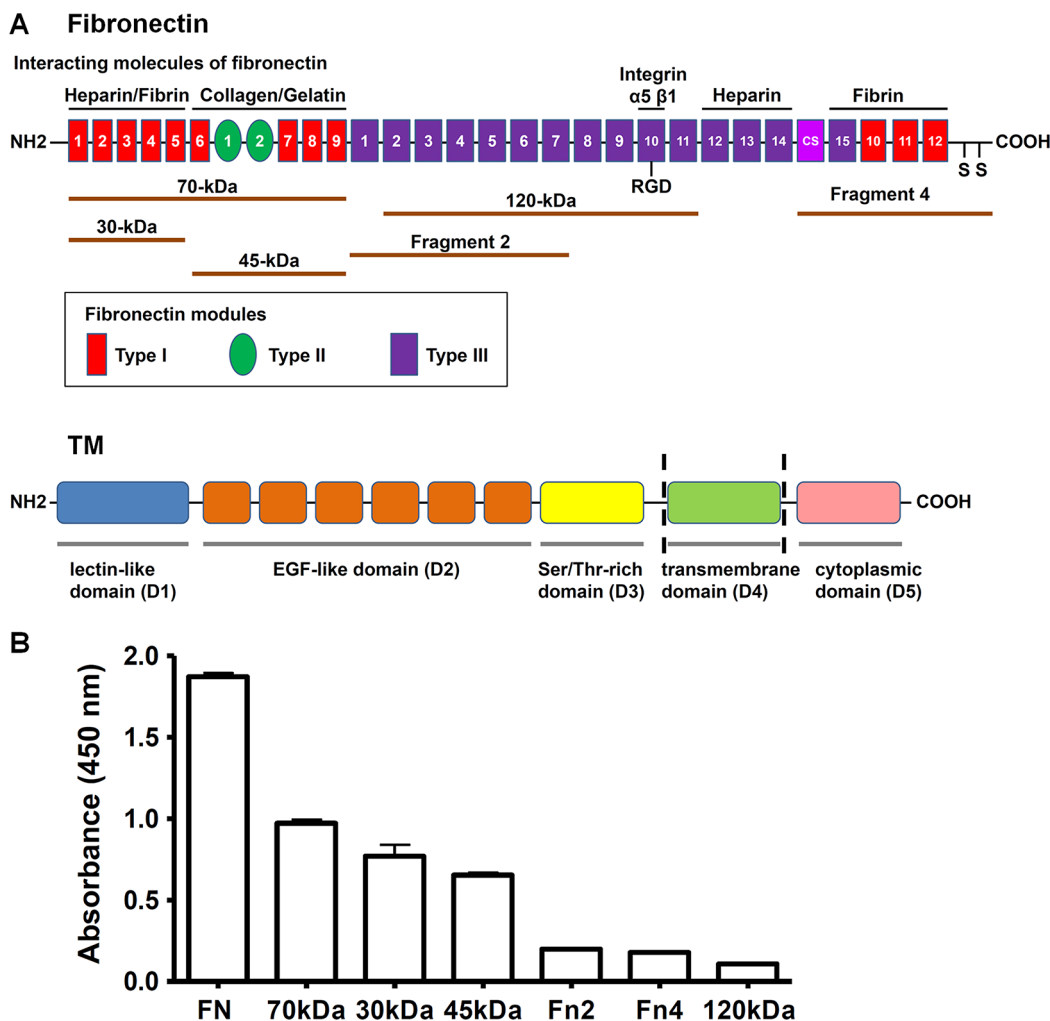 A Fibronectin
Interacting molecules of fibronectin
Integrin
Heparin/Fibrin Collagen/Gelatin α5 β1 Heparin Fibrin
NH2 1 2 3 4 5 6 1 2 7 8 9 1 2 3 4 5 6 7 8 9 10 11 12 13 14 CS 15 10 11 12 COOH
S S
RGD
70-kDa 120-kDa Fragment 4
30-kDa Fragment 2
45-kDa
Fibronectin modules
Type I Type II Type III
TM
NH2 COOH
lectin-like
domain (D1)
EGF-like domain (D2)
Ser/Thr-rich
domain (D3)
transmembrane
domain (D4)
cytoplasmic
domain (D5)
B
Absorbance (450 nm)
2.0
1.5
1.0
0.5
0.0
FN 70kDa 30kDa 45kDa Fn2 Fn4 120kDa